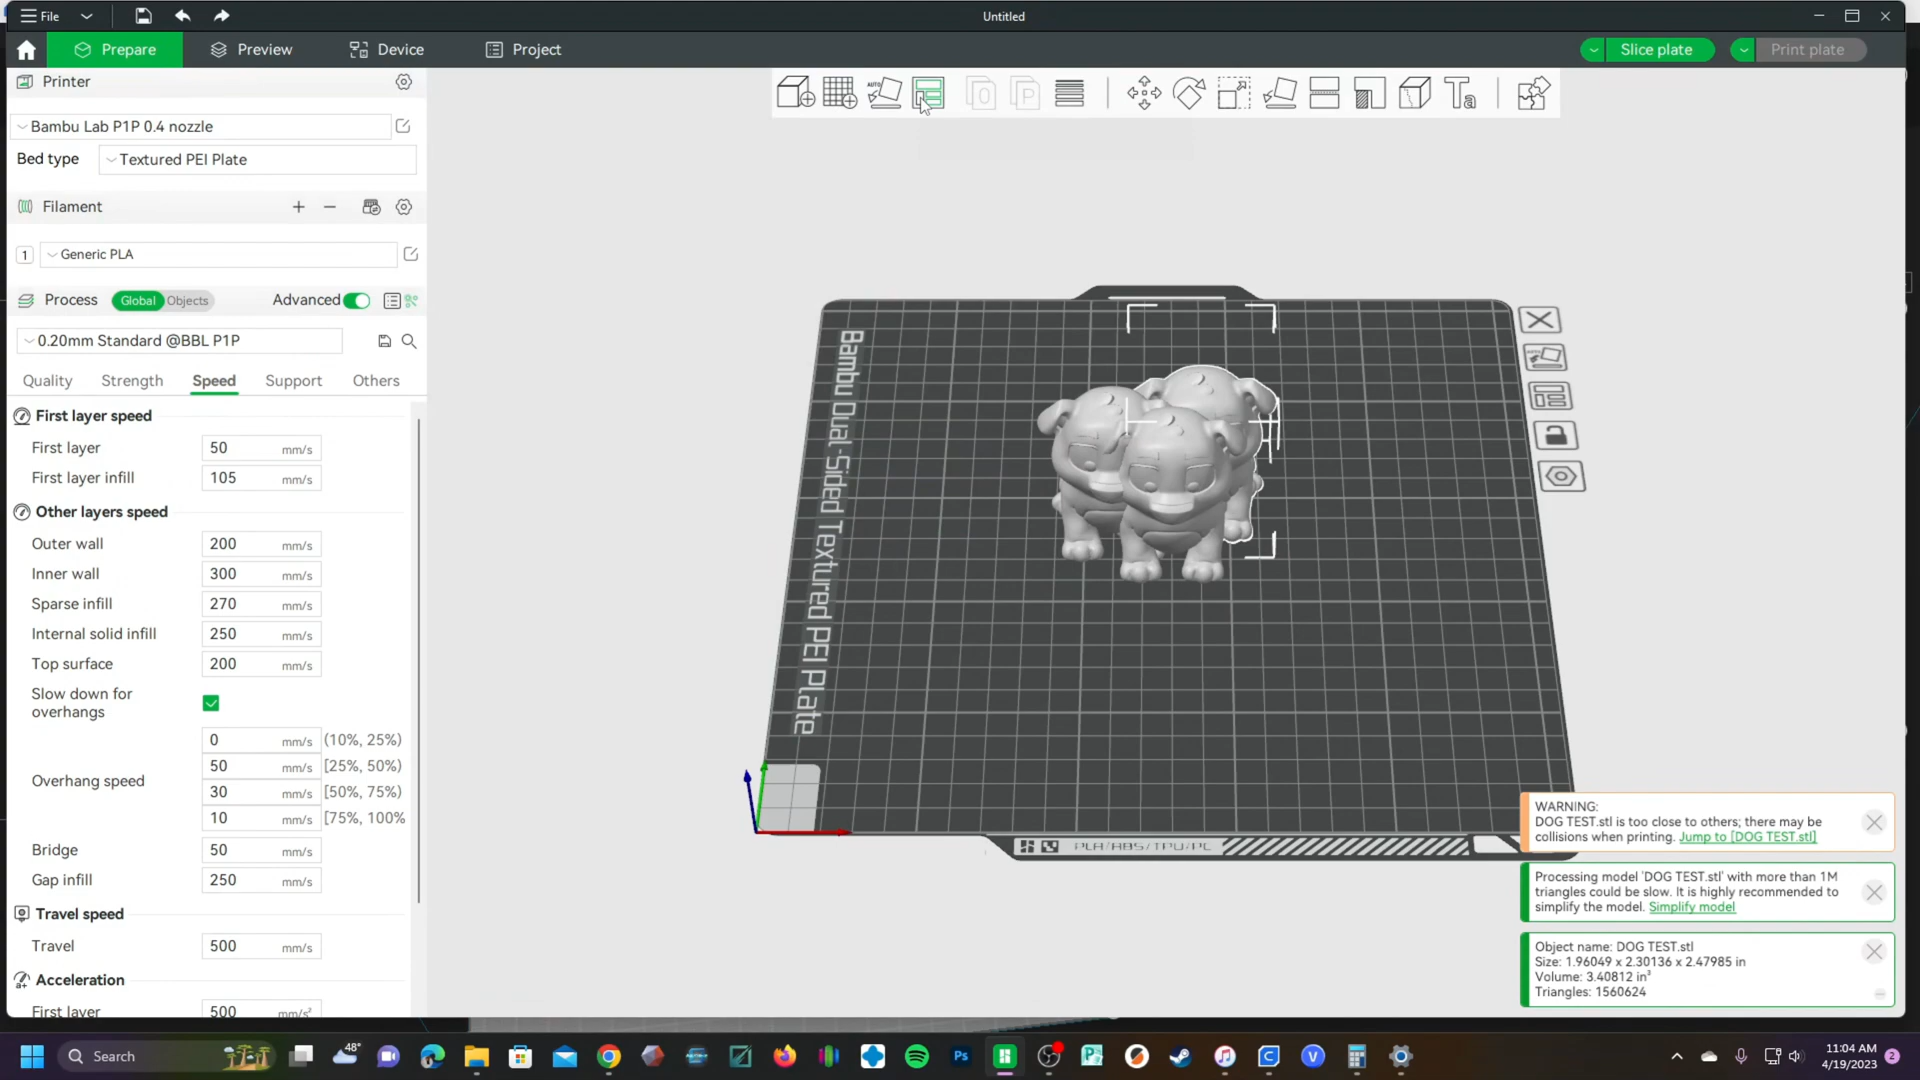 File
Untitled
Prepare
Preview
Device
Project
Slice plate
Print plate
Printer
Bambu Lab P1P 0.4 nozzle
Bed type
Textured PEI Plate
Filament
1
Generic PLA
Process
Global
Objects
Advanced
0.20mm Standard @BBL P1P
Quality
Strength
Speed
Support
Others
First layer speed
First layer 50 mm/s
First layer infill 105 mm/s
Other layers speed
Outer wall 200 mm/s
Inner wall 300 mm/s
Sparse infill 270 mm/s
Internal solid infill 250 mm/s
Top surface 200 mm/s
Slow down for
overhangs
0 mm/s (10%, 25%)
50 mm/s [25%, 50%)
Overhang speed
30 mm/s [50%, 75%)
10 mm/s [75%, 100%
Bridge 50 mm/s
Gap infill 250 mm/s
Travel speed
Travel 500 mm/s
Acceleration
First layer 500 mm/s²
AUTO
O
P
Ta
Bambu Dual-Sided Textured PEI Plate
PLA/ABS/TPU/PC
WARNING:
DOG TEST.stl is too close to others; there may be
collisions when printing. Jump to [DOG TEST.stl]
Processing model 'DOG TEST.stl' with more than 1M
triangles could be slow. It is highly recommended to
simplify the model. Simplify model
Object name: DOG TEST.stl
Size: 1.96049 x 2.30136 x 2.47985 in
Volume: 3.40812 in³
Triangles: 1560624
Search
48°
Ps
11:04 AM
4/19/2023
2